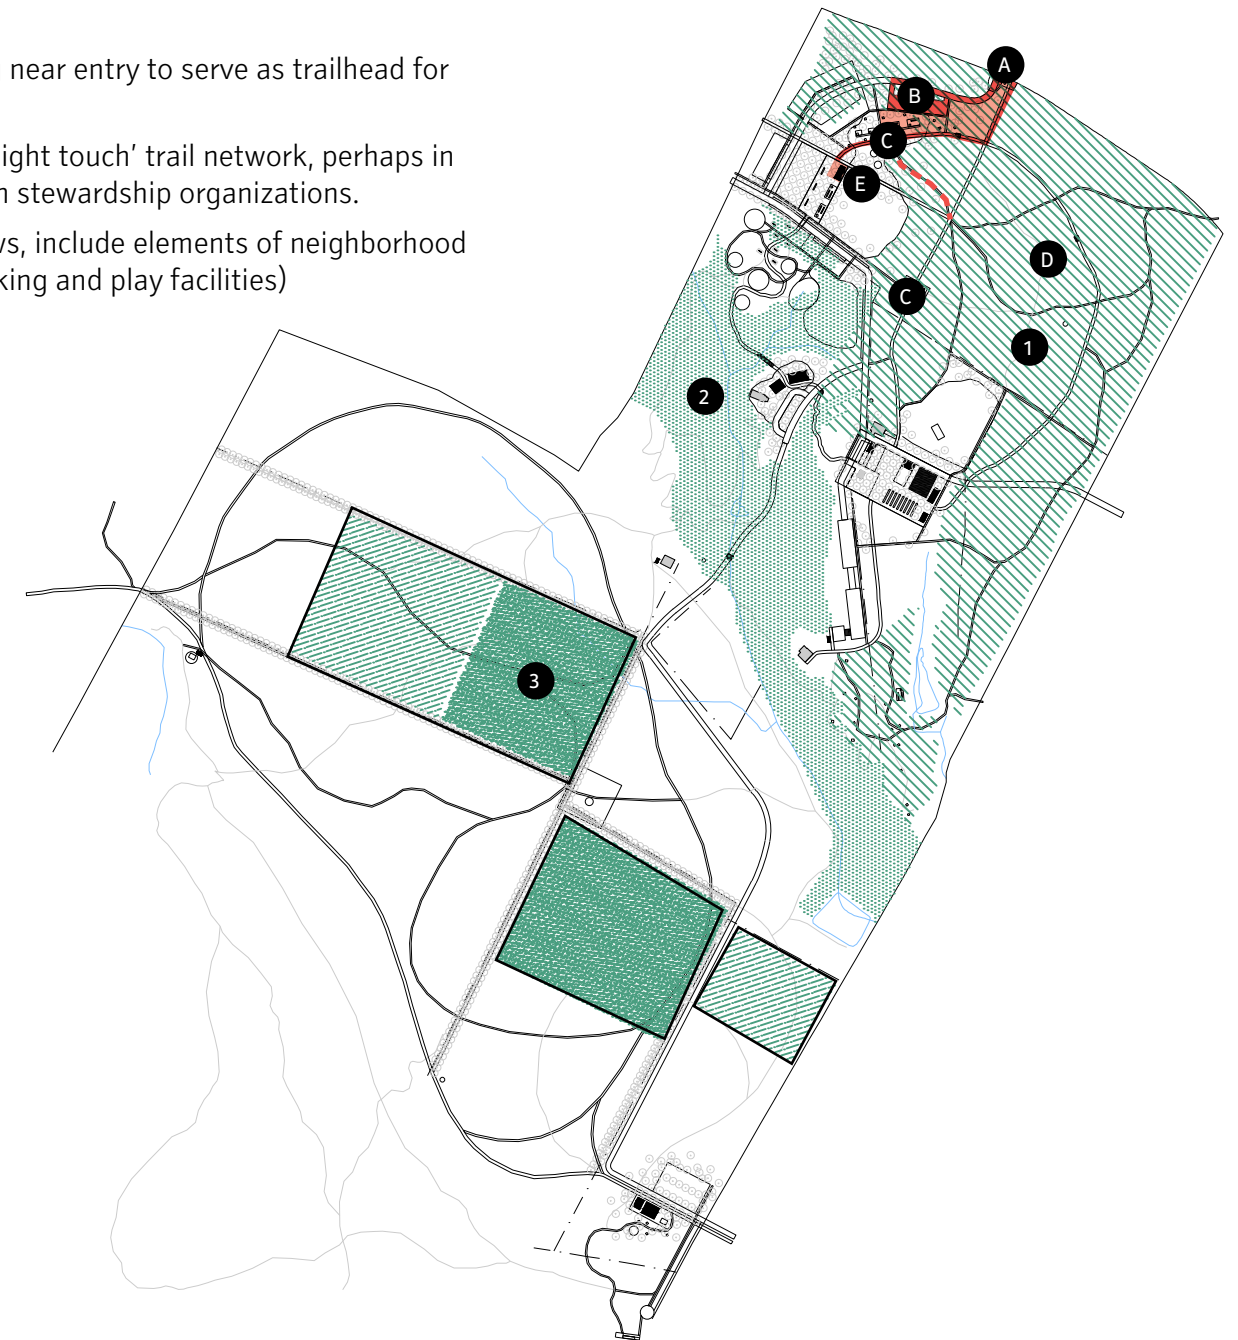 near entry to serve as trailhead for
ight touch’ trail network, perhaps in
stewardship organizations.
s, include elements of neighborhood
king and play facilities)
A
B
C
E
D
C
1
2
3